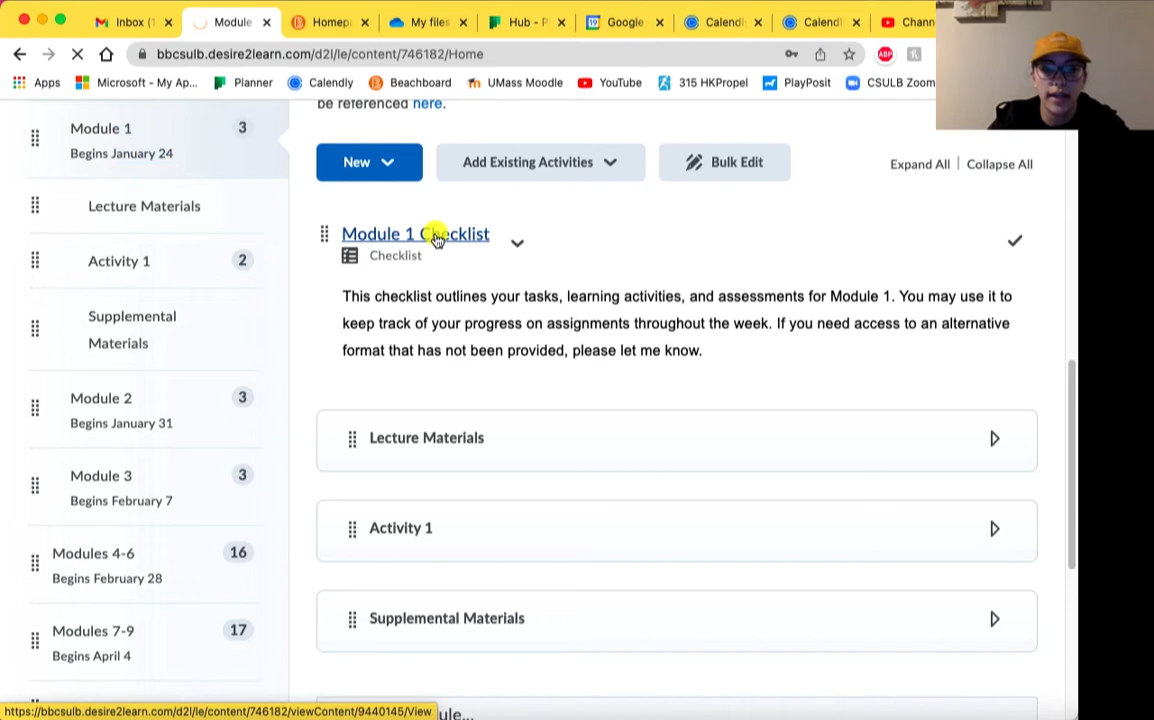 Inbox (1
Module
Homep
My files
Hub - P
Google
Calendl
Calendl
Chann
bbcsulb.desire2learn.com/d2l/le/content/746182/Home
ABP
Apps
Microsoft - My Ap...
Planner
Calendly
Beachboard
UMass Moodle
YouTube
315 HKPropel
PlayPosit
CSULB Zoom
be referenced here.
Module 1
3
Begins January 24
Lecture Materials
Activity 1
2
Supplemental
Materials
Module 2
3
Begins January 31
Module 3
3
Begins February 7
Modules 4-6
16
Begins February 28
Modules 7-9
17
Begins April 4
New
Add Existing Activities
Bulk Edit
Expand All
Collapse All
Module 1 Checklist
Checklist
This checklist outlines your tasks, learning activities, and assessments for Module 1. You may use it to
keep track of your progress on assignments throughout the week. If you need access to an alternative
format that has not been provided, please let me know.
Lecture Materials
Activity 1
Supplemental Materials
https://bbcsulb.desire2learn.com/d2l/le/content/746182/viewContent/9440145/View